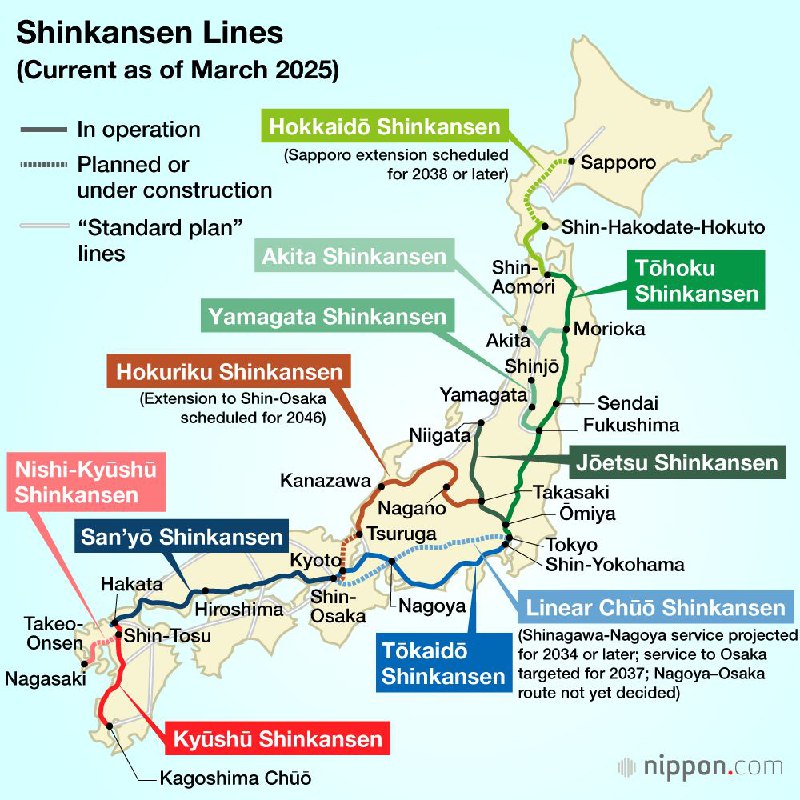 Shinkansen Lines
(Current as of March 2025)
In operation
Planned or
under construction
“Standard plan”
lines
Hokkaidō Shinkansen
(Sapporo extension scheduled
for 2038 or later)
Sapporo
Shin-Hakodate-Hokuto
Akita Shinkansen
Shin-
Aomori
Tōhoku
Shinkansen
Yamagata Shinkansen
Akita
Morioka
Shinjō
Hokuriku Shinkansen
(Extension to Shin-Osaka
scheduled for 2046)
Yamagata
Sendai
Fukushima
Niigata
Jōetsu Shinkansen
Nishi-Kyūshū
Shinkansen
Kanazawa
Nagano
Takasaki
Ōmiya
San’yō Shinkansen
Tsuruga
Tokyo
Shin-Yokohama
Kyoto
Hakata
Hiroshima
Shin-
Osaka
Nagoya
Linear Chūō Shinkansen
(Shinagawa-Nagoya service projected
for 2034 or later; service to Osaka
targeted for 2037; Nagoya–Osaka
route not yet decided)
Takeo-
Onsen
Shin-Tosu
Tōkaidō
Shinkansen
Nagasaki
Kyūshū Shinkansen
Kagoshima Chūō
nippon.com